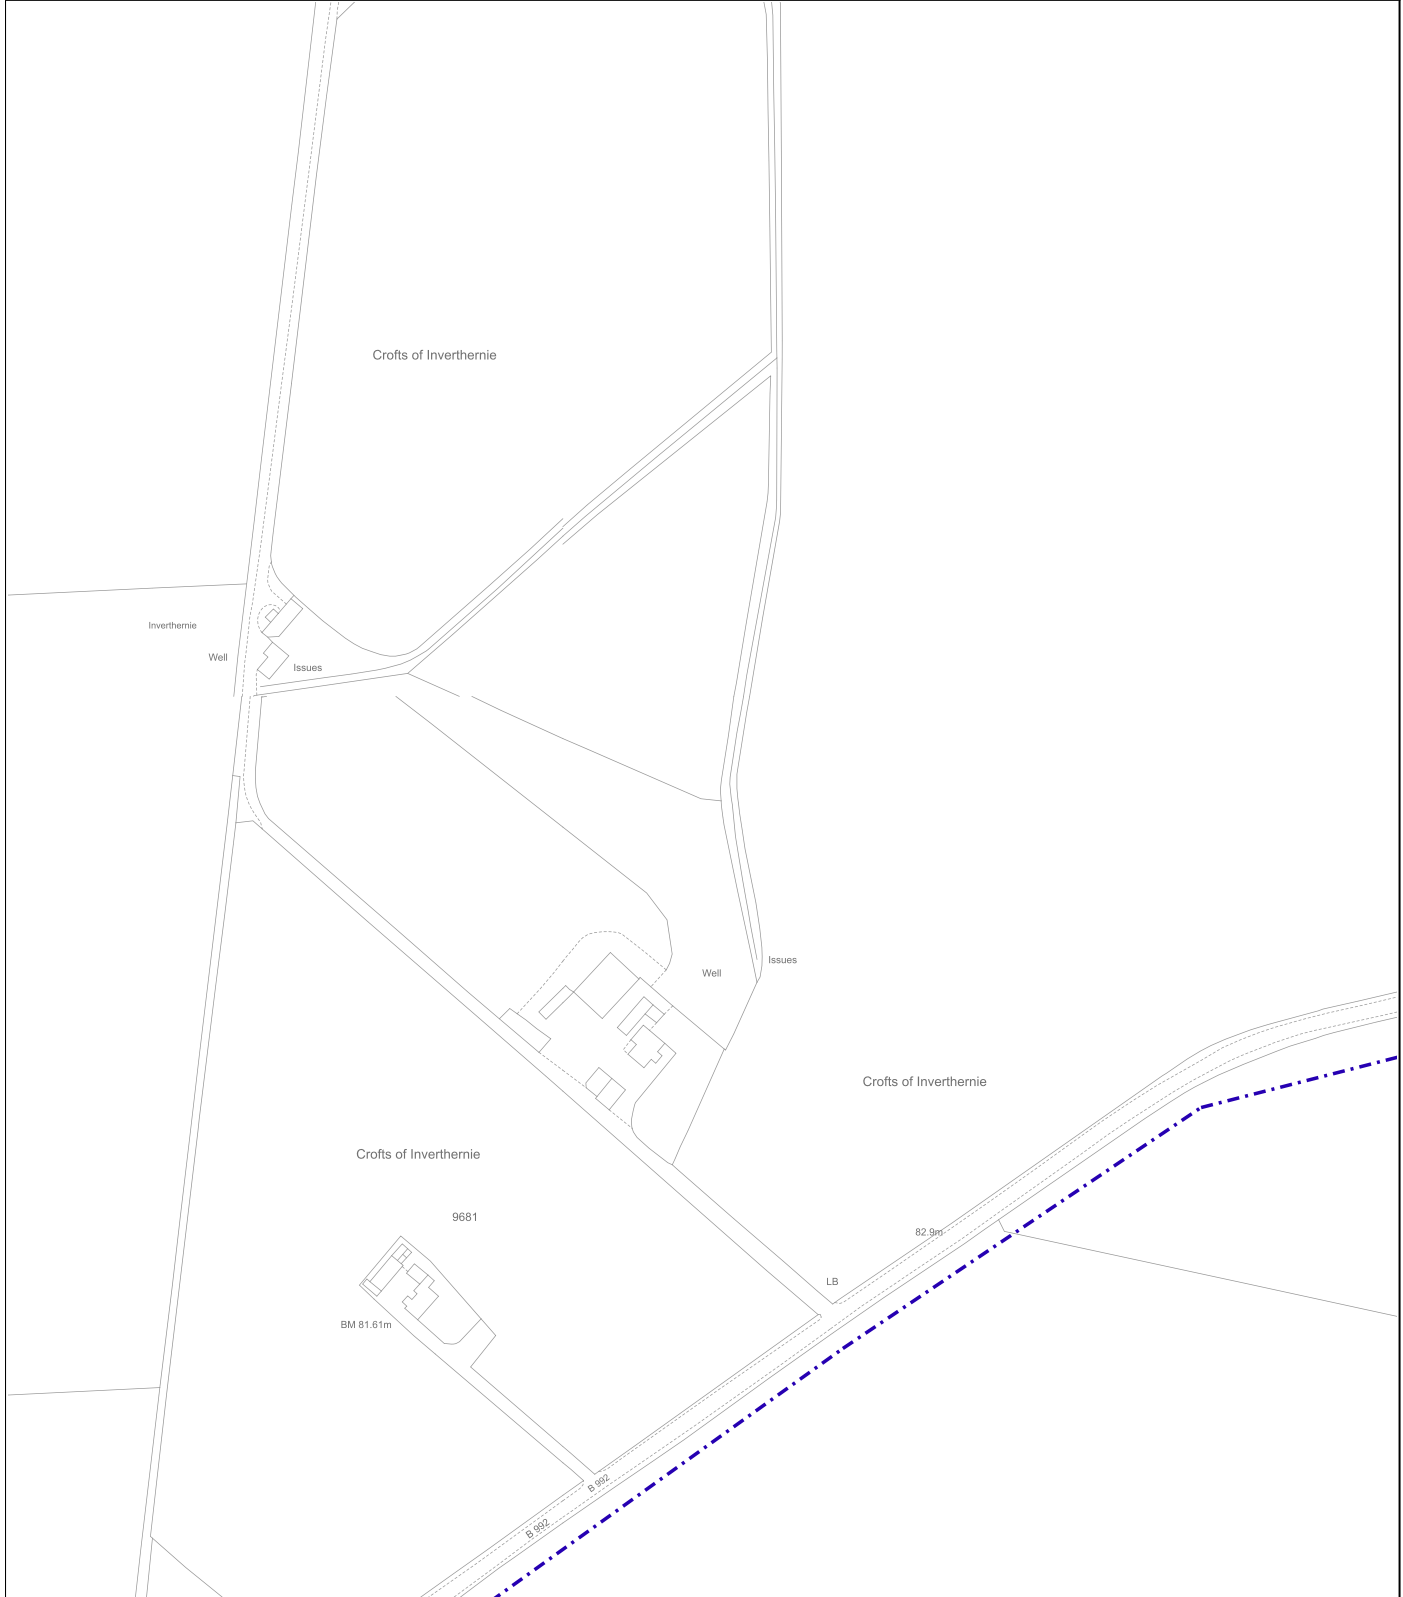 Crofts of Inverthernie
Inverthernie
Well
Issues
Well
Issues
Crofts of Inverthernie
Crofts of Inverthernie
9681
82.9m
LB
BM 81.61m
B 992
B 992